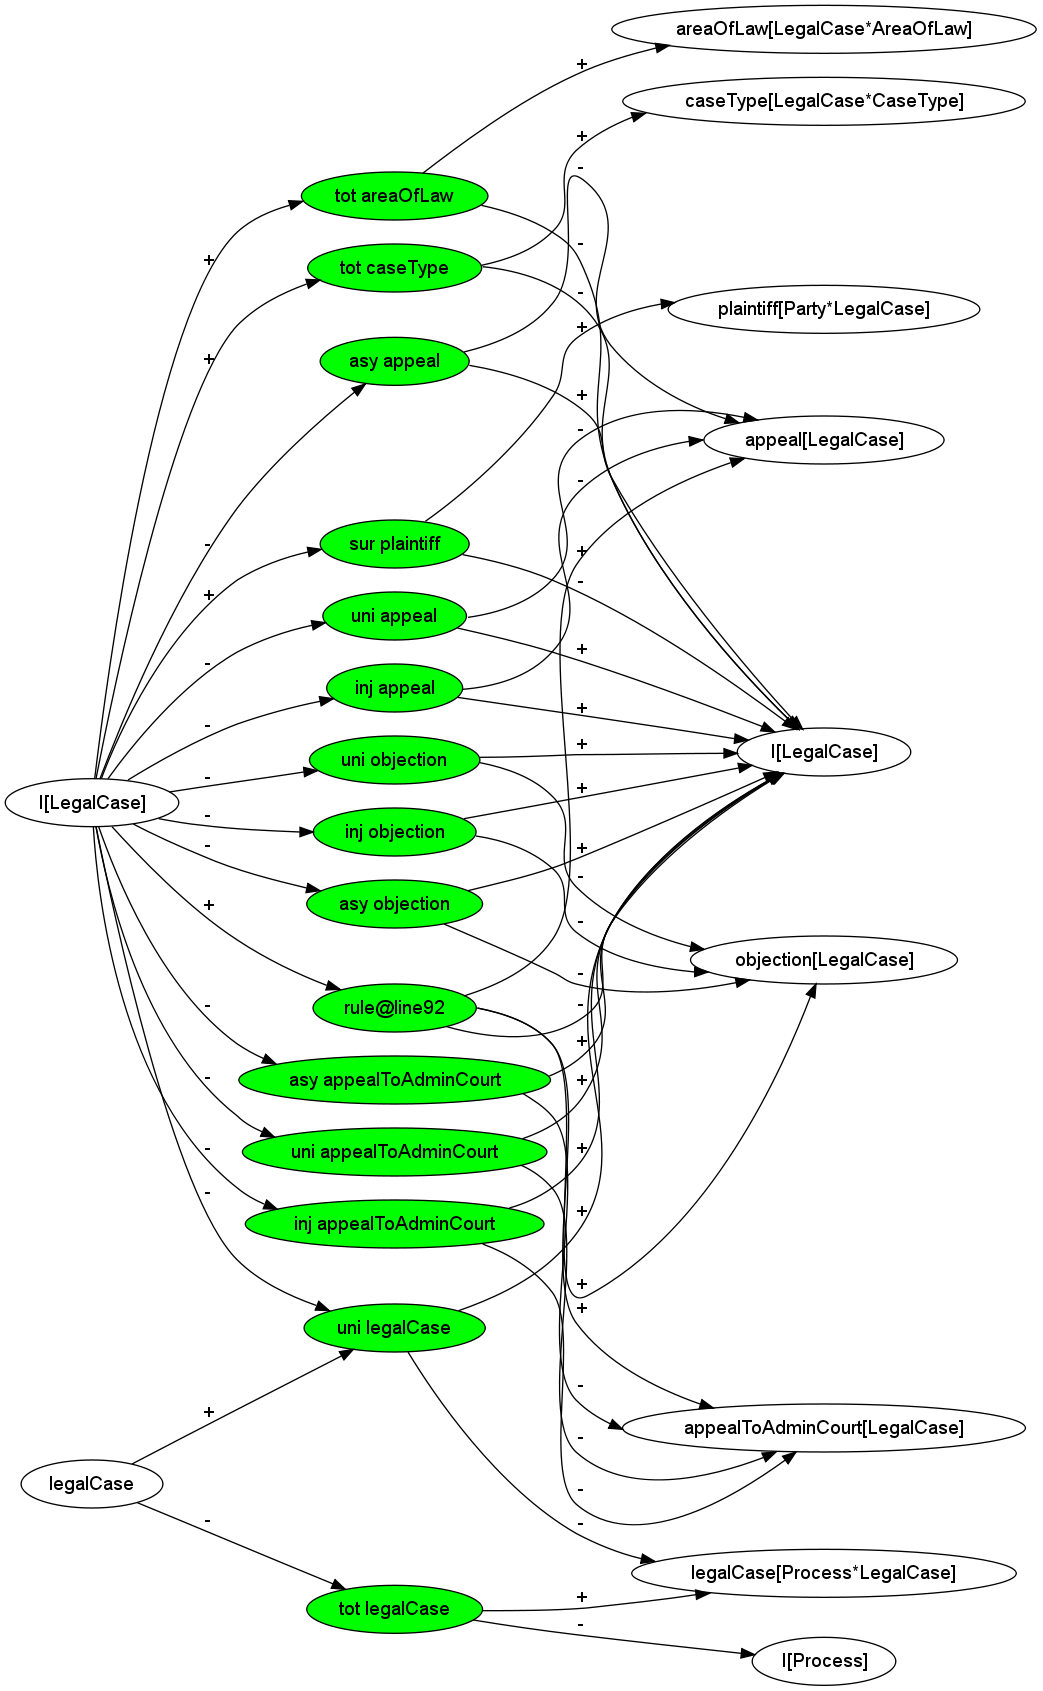 areaOfLaw[LegalCase*AreaOfLaw]
+
caseType[LegalCase*CaseType]
+
-
tot areaOfLaw
-
+
tot caseType
-
plaintiff[Party*LegalCase]
+
+
asy appeal
+
-
appeal[LegalCase]
-
-
sur plaintiff
+
-
+
uni appeal
+
-
inj appeal
+
-
uni objection
+
I[LegalCase]
-
+
I[LegalCase]
-
inj objection
-
+
-
asy objection
+
-
objection[LegalCase]
-
rule@line92
-
-
+
asy appealToAdminCourt
+
-
uni appealToAdminCourt
+
-
inj appealToAdminCourt
-
+
+
+
uni legalCase
-
+
appealToAdminCourt[LegalCase]
-
legalCase
-
-
-
legalCase[Process*LegalCase]
tot legalCase
+
-
I[Process]